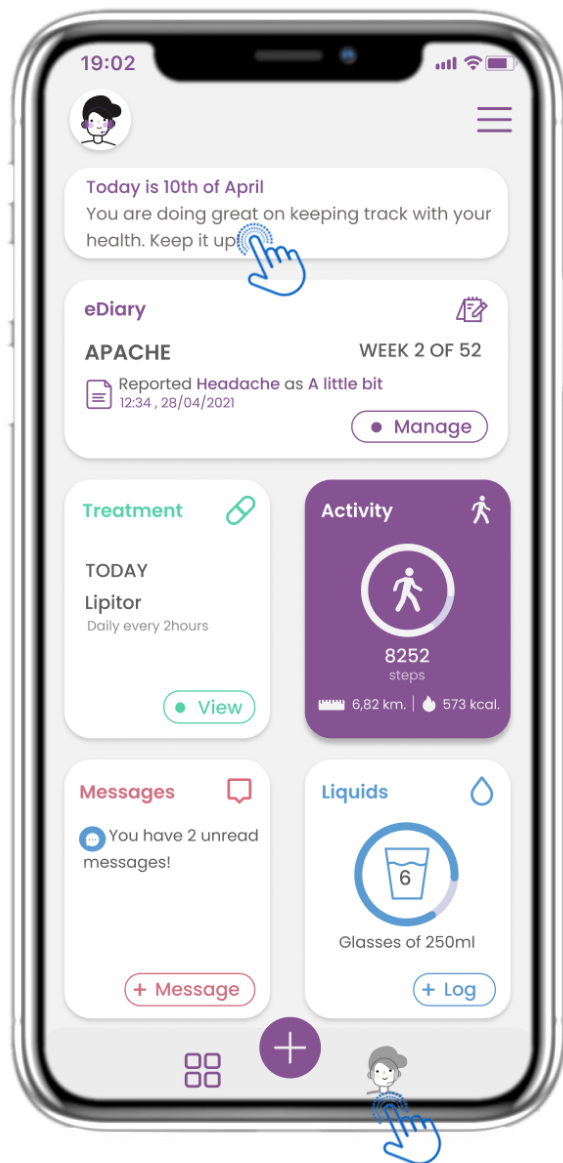 19:02
Today is 10th of April
You are doing great on keeping track with your
health. Keep it up
eDiary
APACHE
WEEK 2 OF 52
Reported Headache as A little bit
12:34 , 28/04/2021
Manage
Treatment
TODAY
Lipitor
Daily every 2hours
View
Activity
8252
steps
6,82 km.
573 kcal.
Messages
You have 2 unread
messages!
+ Message
Liquids
6
Glasses of 250ml
+ Log